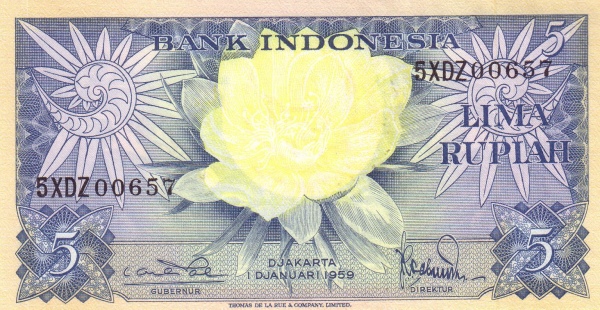 BANK INDONESIA
5
5XDZ00657
LIMA
RUPIAH
5XDZ00657
5
DJAKARTA
1 DJANUARI 1959
GUBERNUR
DIREKTUR
5
THOMAS DE LA RUE & COMPANY, LIMITED.